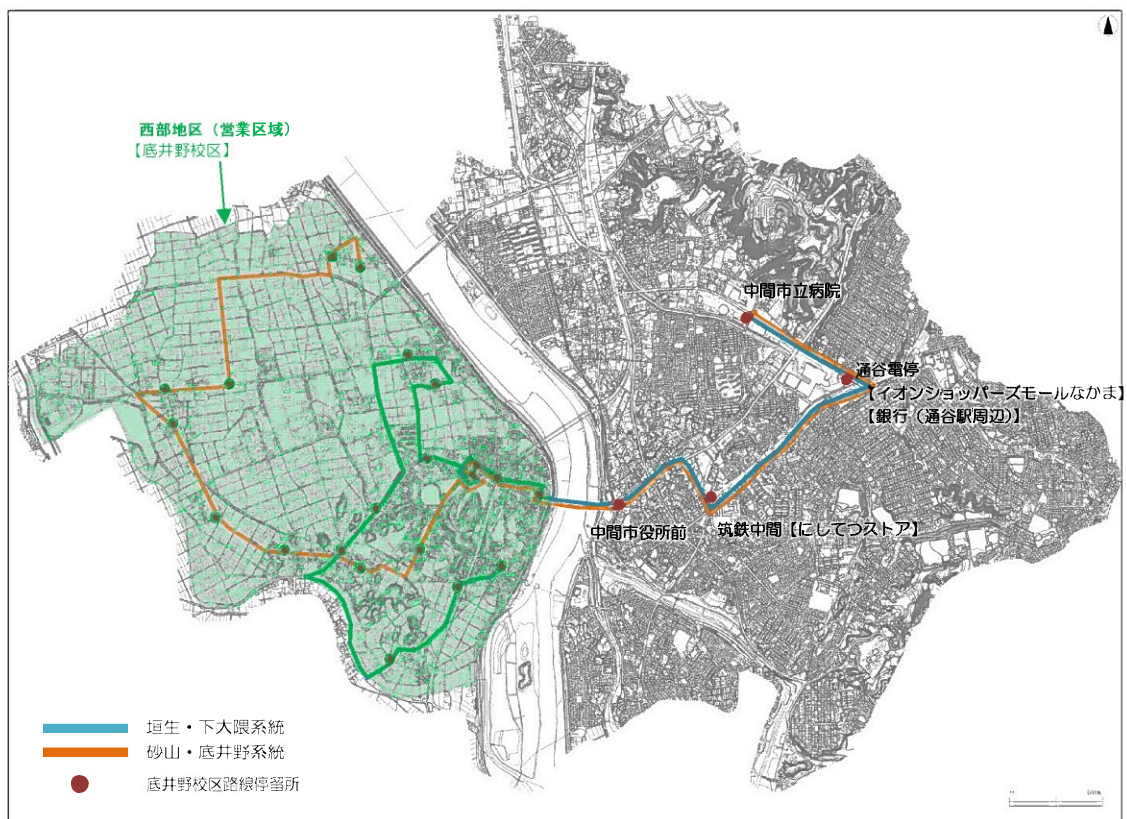 西部地区（営業区域）
【底井野校区】
中間市立病院
通谷電停
【イオンショッパーズモールなかま】
【銀行（通谷駅周辺）】
中間市役所前
筑鉄中間【にしてつストア】
垣生・下大隈系統
砂山・底井野系統
底井野校区路線停留所